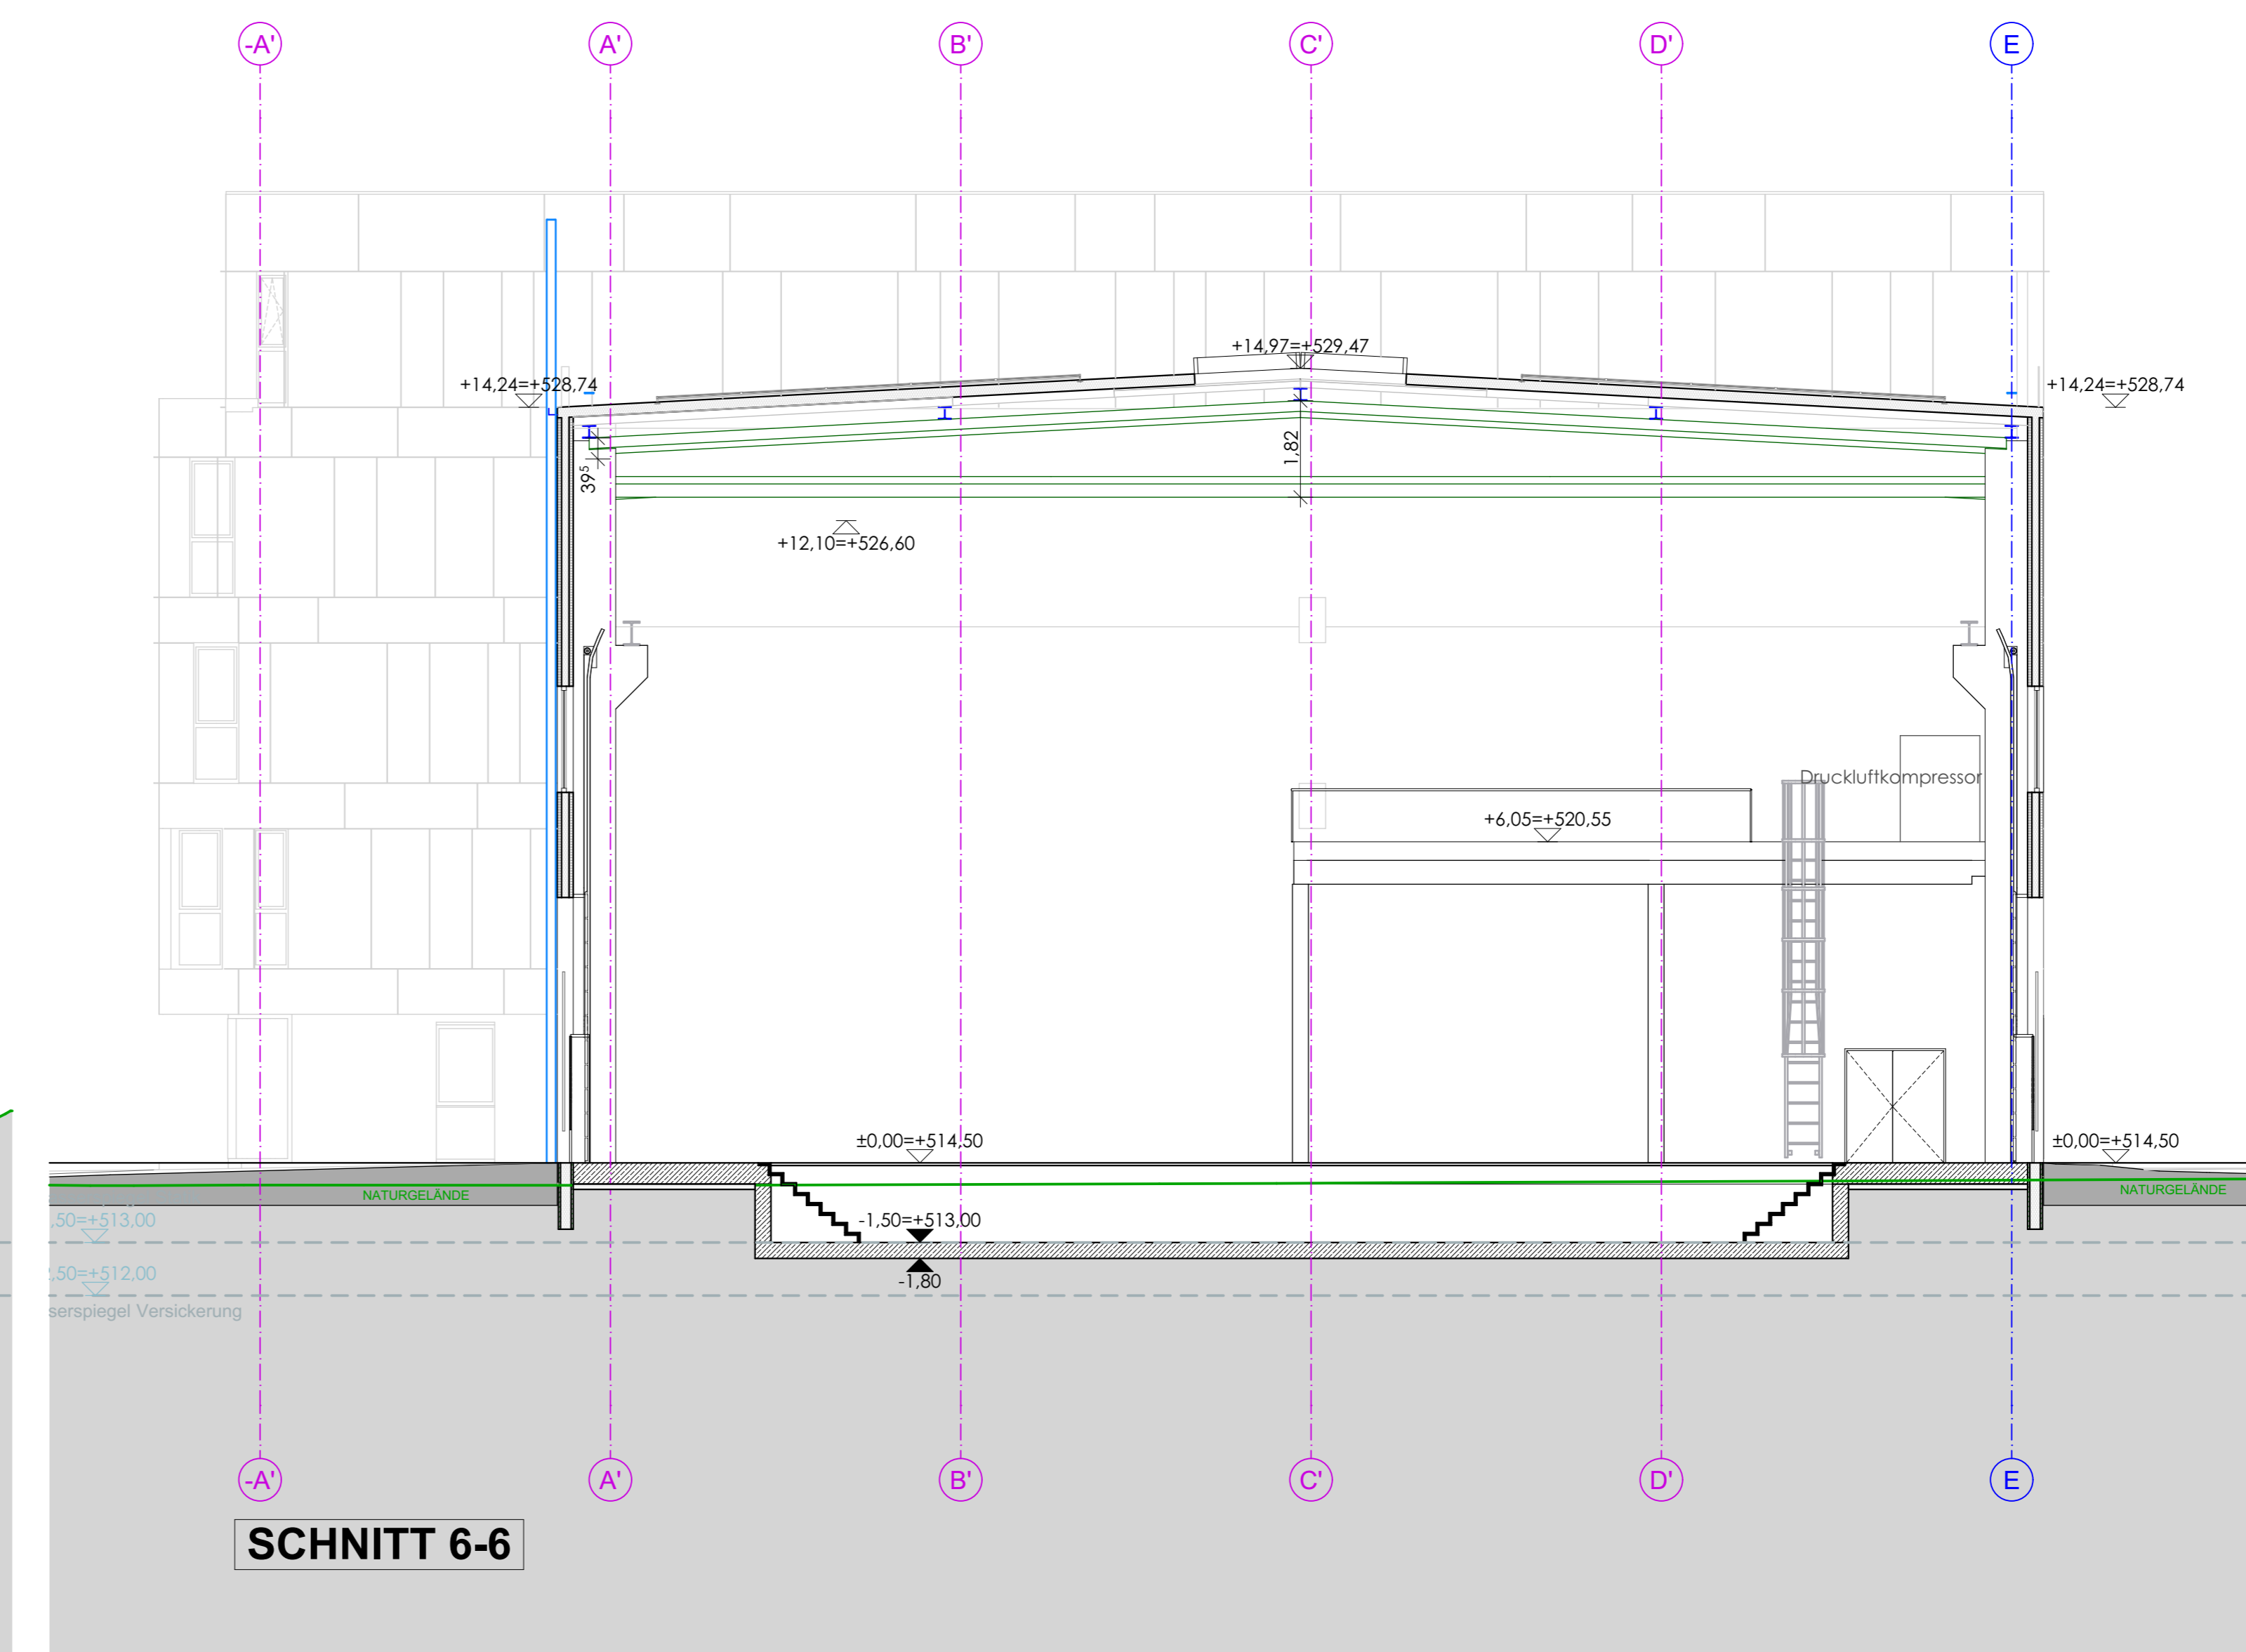 -A'
A'
B'
C'
D'
E
+14,97=+529,47
+14,24=+528,74
+14,24=+528,74
39⁵
1,82
+12,10=+526,60
Druckluftkompressor
+6,05=+520,55
±0,00=+514,50
±0,00=+514,50
NATURGELÄNDE
NATURGELÄNDE
,50=+513,00
-1,50=+513,00
,50=+512,00
-1,80
serspiegel Versickerung
-A'
A'
B'
C'
D'
E
SCHNITT 6-6